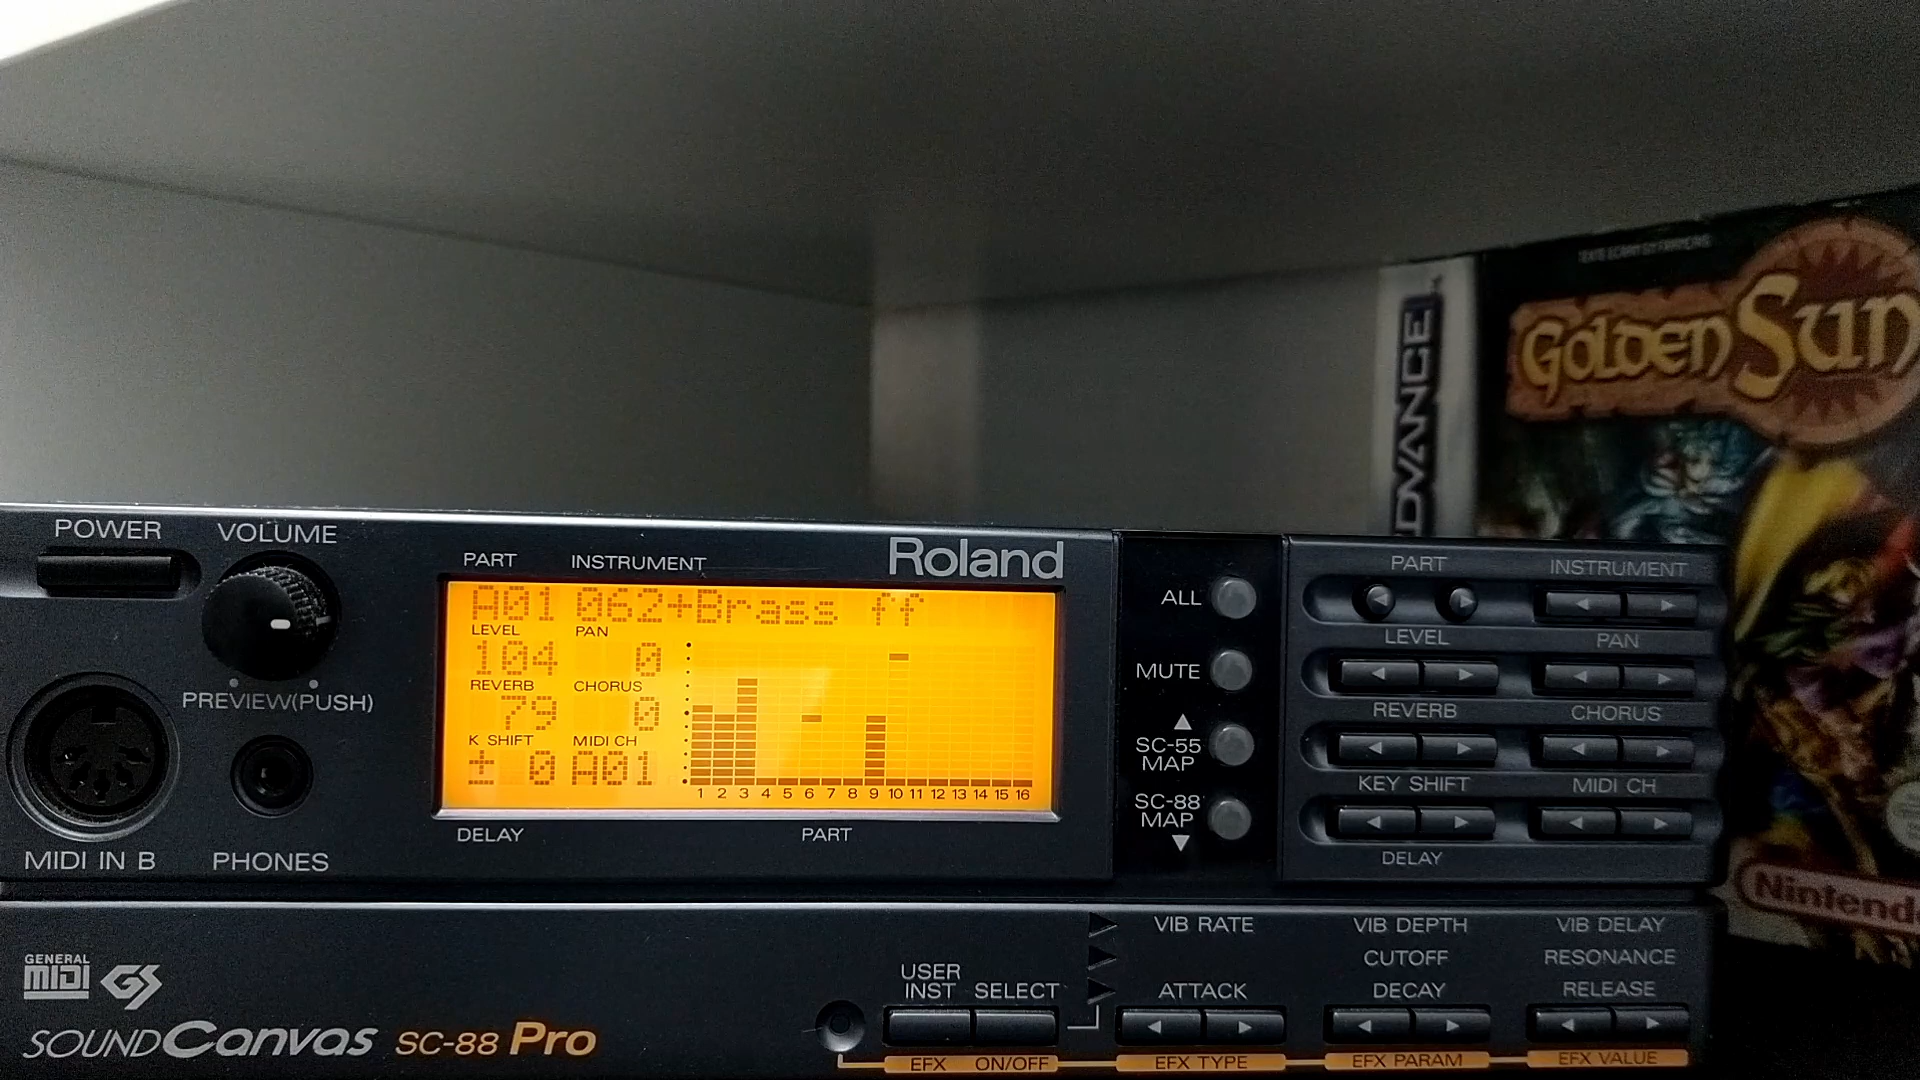 TEXTE ECRAN EN FRANÇAIS
GOLDEN SUN
ADVANCE
Nintendo
POWER
VOLUME
PREVIEW(PUSH)
MIDI IN B
PHONES
PART INSTRUMENT
Roland
A01 062+Brass ff
LEVEL PAN
104 0
REVERB CHORUS
79 0
K SHIFT MIDI CH
± 0 A01
1 2 3 4 5 6 7 8 9 10 11 12 13 14 15 16
DELAY PART
ALL
MUTE
SC-55
MAP
SC-88
MAP
PART INSTRUMENT
LEVEL PAN
REVERB CHORUS
KEY SHIFT MIDI CH
DELAY
GENERAL
MIDI GS
SOUND Canvas SC-88 Pro
USER
INST SELECT
EFX ON/OFF
VIB RATE VIB DEPTH VIB DELAY
CUTOFF RESONANCE
ATTACK DECAY RELEASE
EFX TYPE EFX PARAM EFX VALUE